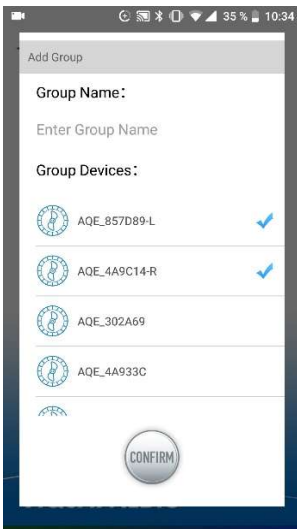 35 % 10:34
Add Group
Group Name:
Enter Group Name
Group Devices:
AQE_857D89-L
AQE_4A9C14-R
AQE_302A69
AQE_4A933C
CONFIRM